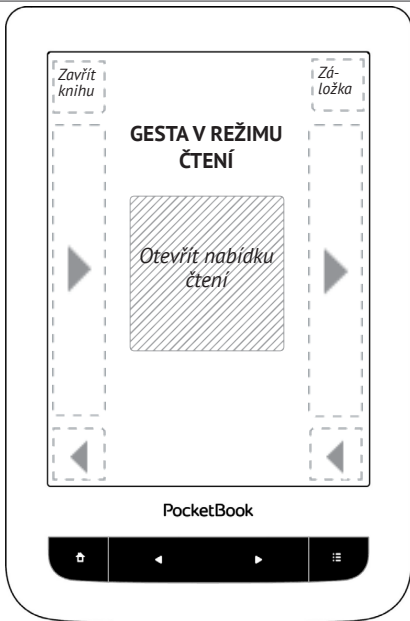 Zavřít
knihu
Zá-
ložka
GESTA V REŽIMU
ČTENÍ
Otevřít nabídku
čtení
PocketBook